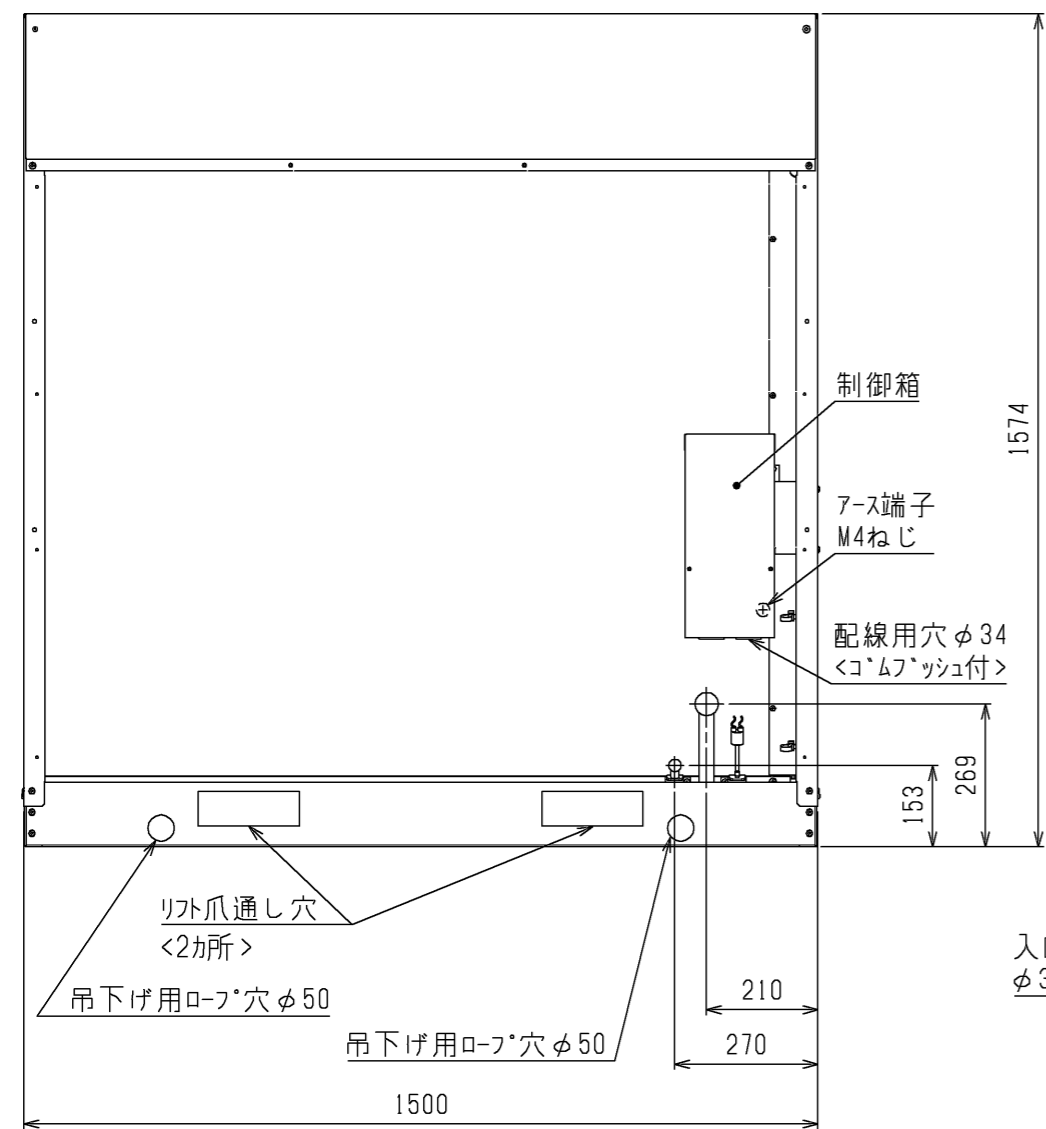 制御箱
1574
アース端子
M4ねじ
配線用穴φ34
<ゴムブッシュ付>
269
153
リフト爪通し穴
<2カ所>
吊下げ用ロープ穴φ50
吊下げ用ロープ穴φ50
210
270
1500
入
φ3